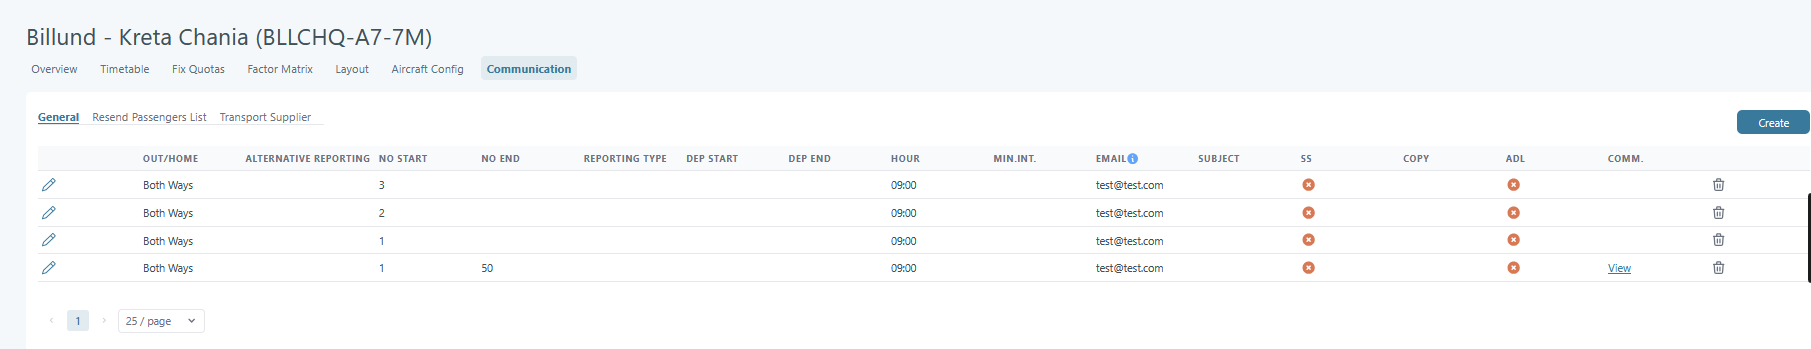 Billund - Kreta Chania (BLLCHQ-A7-7M)
Overview Timetable Fix Quotas Factor Matrix Layout Aircraft Config Communication
General Resend Passengers List Transport Supplier
Create
OUT/HOME ALTERNATIVE REPORTING NO START NO END REPORTING TYPE DEP START DEP END HOUR MIN.INT. EMAIL SUBJECT SS COPY ADL COMM.
Both Ways 3 09:00 test@test.com
Both Ways 2 09:00 test@test.com
Both Ways 1 09:00 test@test.com
Both Ways 1 50 09:00 test@test.com View
1 25 / page